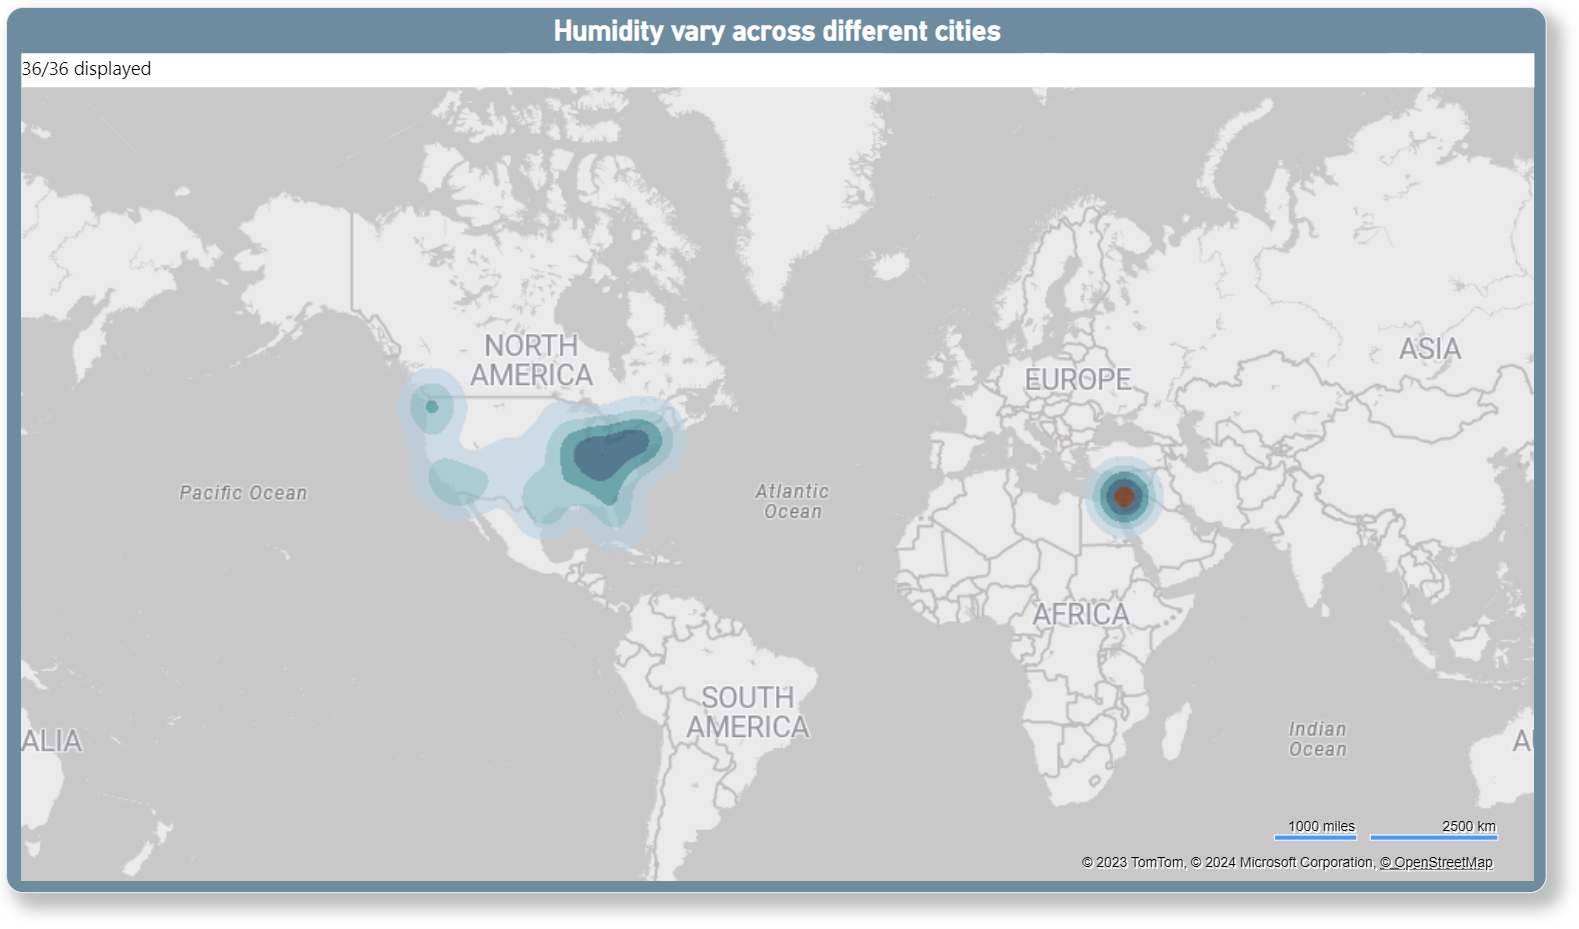 Humidity vary across different cities
36/36 displayed
NORTH
AMERICA
ASIA
EUROPE
Pacific Ocean
Atlantic
Ocean
AFRICA
SOUTH
AMERICA
Indian
Ocean
ALIA
AU
1000 miles
2500 km
© 2023 TomTom, © 2024 Microsoft Corporation, © OpenStreetMap